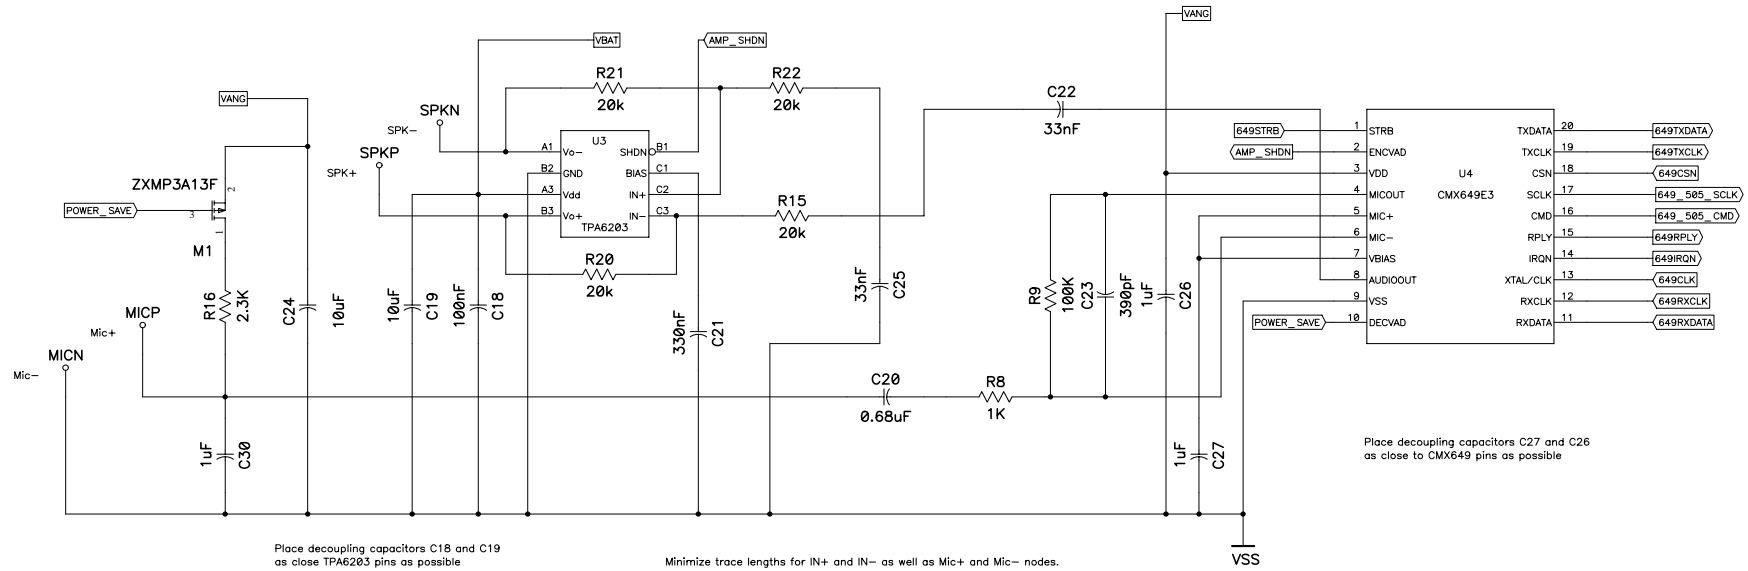 VANG
ZXMP3A13F
2
POWER_SAVE
3
1
M1
R16
2.3K
C24
10uF
MICP
Mic+
MICN
Mic-
1uF
C30
VBAT
AMP_SHDN
R21
20k
R22
20k
SPKN
SPK-
SPKP
SPK+
U3
A1
Vo-
B2
GND
A3
Vdd
B3
Vo+
SHDN
B1
BIAS
C1
IN+
C2
IN-
C3
TPA6203
R20
20k
R15
20k
10uF
C19
100nF
C18
330nF
C21
33nF
C25
C22
33nF
C20
0.68uF
R8
1K
R9
100K
C23
390pF
1uF
C26
VANG
1uF
C27
649STRB
AMP_SHDN
POWER_SAVE
U4
CMX649E3
1 STRB
2 ENCVAD
3 VDD
4 MICOUT
5 MIC+
6 MIC-
7 VBIAS
8 AUDIOOUT
9 VSS
10 DECVAD
TXDATA 20 649TXDATA
TXCLK 19 649TXCLK
CSN 18 649CSN
SCLK 17 649_505_SCLK
CMD 16 649_505_CMD
RPLY 15 649RPLY
IRQN 14 649IRQN
XTAL/CLK 13 649CLK
RXCLK 12 649RXCLK
RXDATA 11 649RXDATA
Place decoupling capacitors C27 and C26
as close to CMX649 pins as possible
VSS
Place decoupling capacitors C18 and C19
as close TPA6203 pins as possible
Minimize trace lengths for IN+ and IN- as well as Mic+ and Mic- nodes.